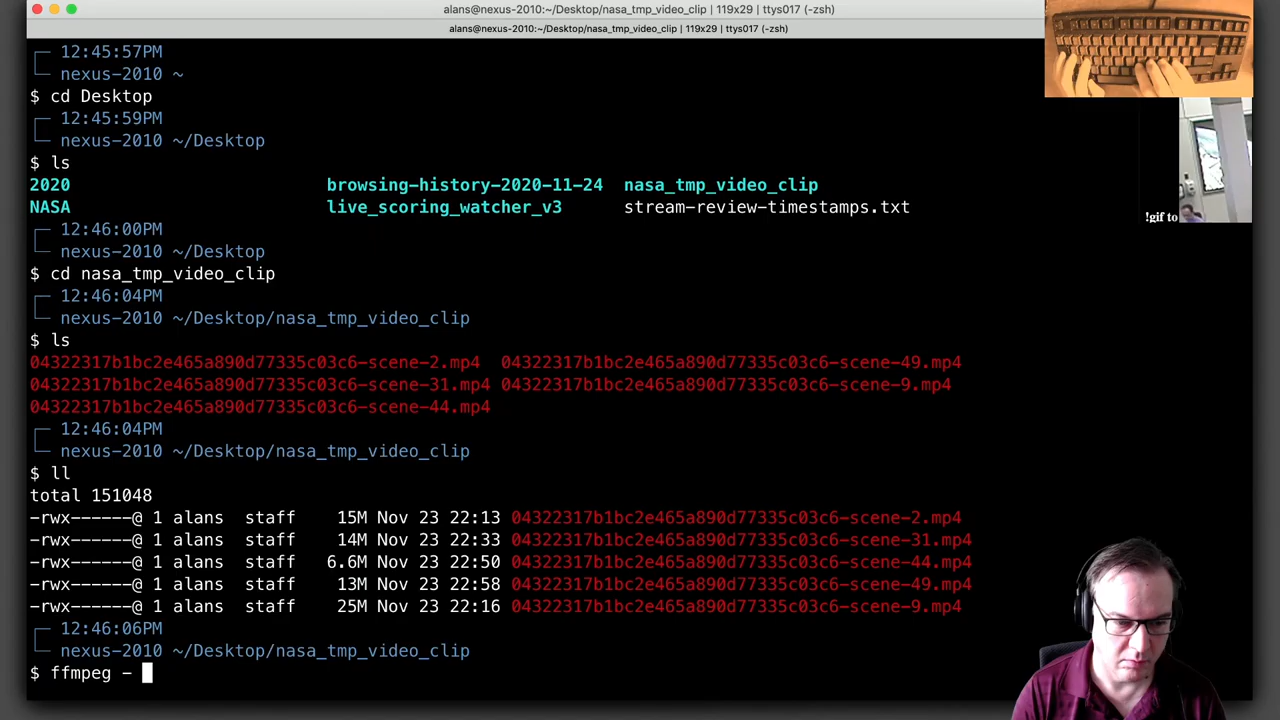 alans@nexus-2010:~/Desktop/nasa_tmp_video_clip | 119x29 | ttys017 (-zsh)
alans@nexus-2010:~/Desktop/nasa_tmp_video_clip | 119x29 | ttys017 (-zsh)
12:45:57PM
nexus-2010 ~
$ cd Desktop
12:45:59PM
nexus-2010 ~/Desktop
$ ls
2020 browsing-history-2020-11-24 nasa_tmp_video_clip
NASA live_scoring_watcher_v3 stream-review-timestamps.txt
!gif to
12:46:00PM
nexus-2010 ~/Desktop
$ cd nasa_tmp_video_clip
12:46:04PM
nexus-2010 ~/Desktop/nasa_tmp_video_clip
$ ls
04322317b1bc2e465a890d77335c03c6-scene-2.mp4 04322317b1bc2e465a890d77335c03c6-scene-49.mp4
04322317b1bc2e465a890d77335c03c6-scene-31.mp4 04322317b1bc2e465a890d77335c03c6-scene-9.mp4
04322317b1bc2e465a890d77335c03c6-scene-44.mp4
12:46:04PM
nexus-2010 ~/Desktop/nasa_tmp_video_clip
$ ll
total 151048
-rwx------@ 1 alans staff 15M Nov 23 22:13 04322317b1bc2e465a890d77335c03c6-scene-2.mp4
-rwx------@ 1 alans staff 14M Nov 23 22:33 04322317b1bc2e465a890d77335c03c6-scene-31.mp4
-rwx------@ 1 alans staff 6.6M Nov 23 22:50 04322317b1bc2e465a890d77335c03c6-scene-44.mp4
-rwx------@ 1 alans staff 13M Nov 23 22:58 04322317b1bc2e465a890d77335c03c6-scene-49.mp4
-rwx------@ 1 alans staff 25M Nov 23 22:16 04322317b1bc2e465a890d77335c03c6-scene-9.mp4
12:46:06PM
nexus-2010 ~/Desktop/nasa_tmp_video_clip
$ ffmpeg -